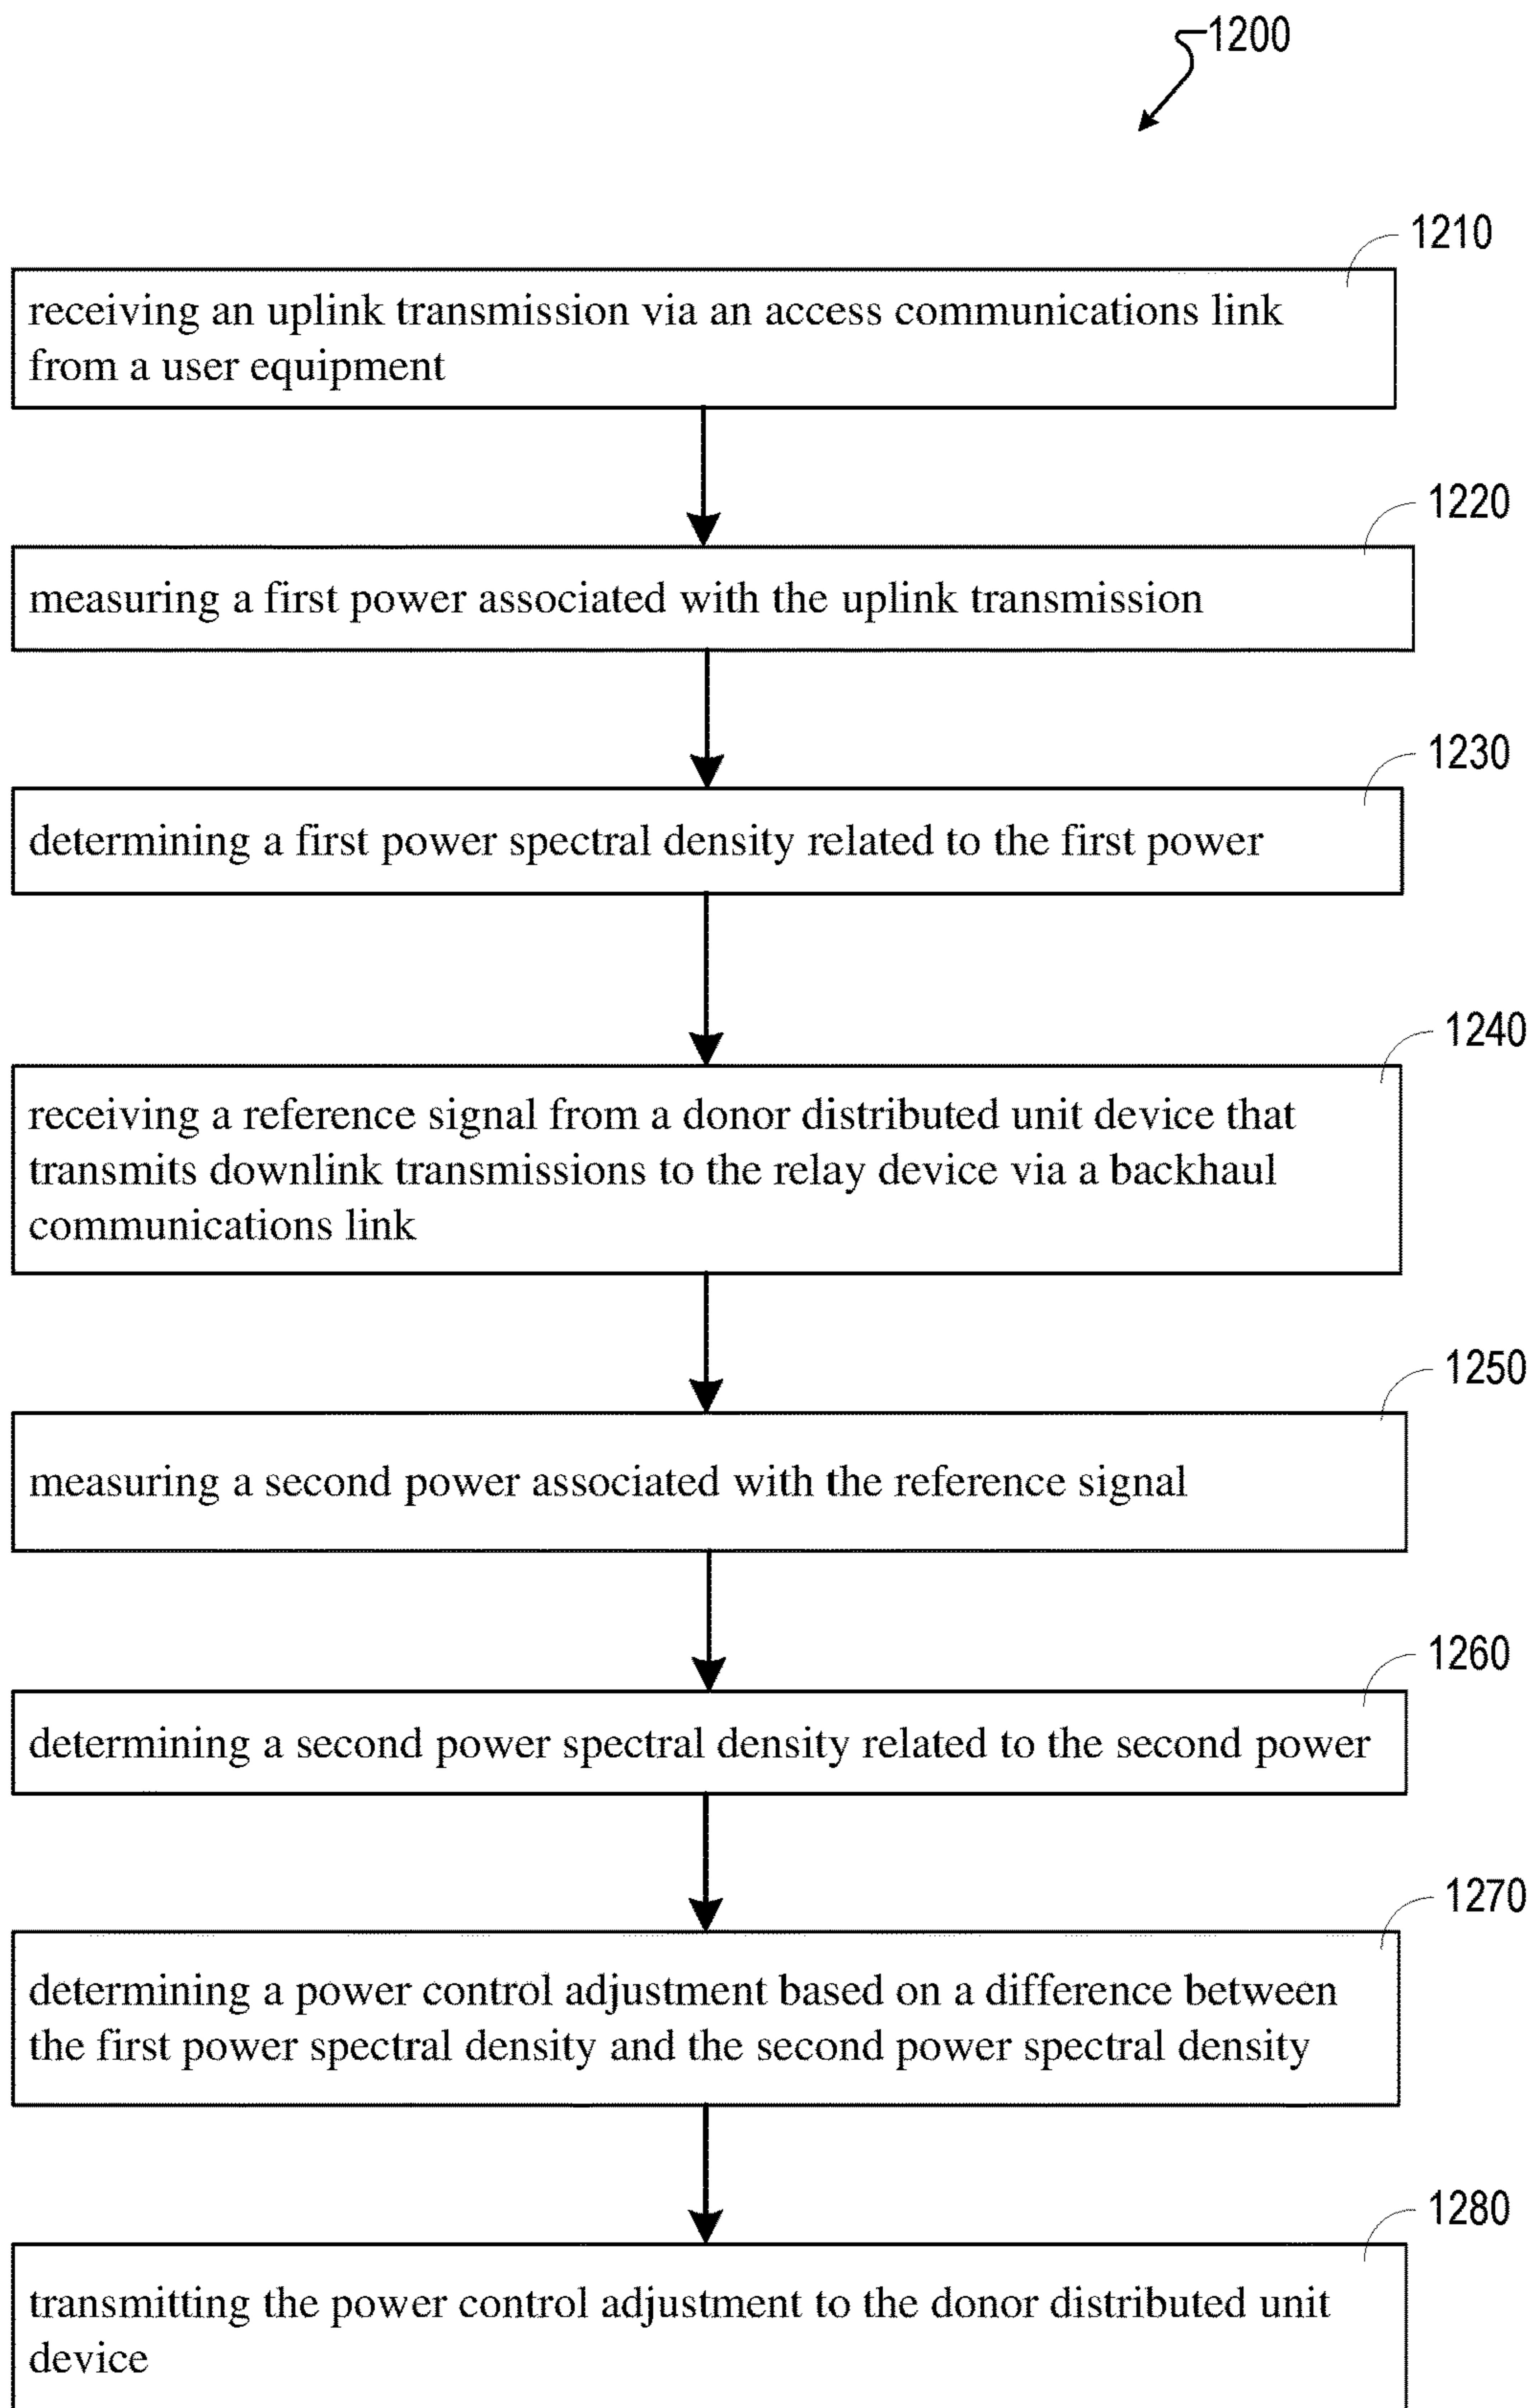 1200
1210
receiving an uplink transmission via an access communications link
from a user equipment
1220
measuring a first power associated with the uplink transmission
1230
determining a first power spectral density related to the first power
1240
receiving a reference signal from a donor distributed unit device that
transmits downlink transmissions to the relay device via a backhaul
communications link
1250
measuring a second power associated with the reference signal
1260
determining a second power spectral density related to the second power
1270
determining a power control adjustment based on a difference between
the first power spectral density and the second power spectral density
1280
transmitting the power control adjustment to the donor distributed unit
device